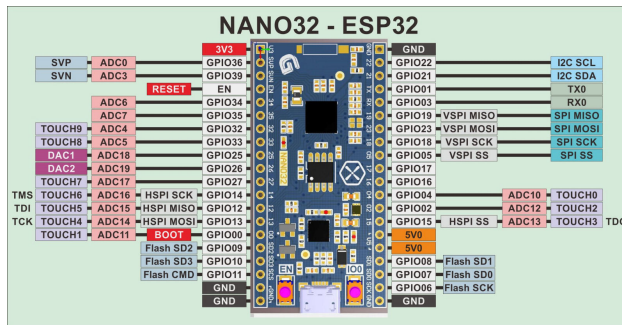 NANO32 - ESP32
3V3 GND
SVP ADC0 GPIO36 GPIO22 I2C SCL
SVN ADC3 GPIO39 GPIO21 I2C SDA
RESET EN GPIO01 TX0
ADC6 GPIO34 GPIO03 RX0
ADC7 GPIO35 GPIO19 VSPI MISO SPI MISO
TOUCH9 ADC4 GPIO32 GPIO23 VSPI MOSI SPI MOSI
TOUCH8 ADC5 GPIO33 GPIO18 VSPI SCK SPI SCK
DAC1 ADC18 GPIO25 GPIO05 VSPI SS SPI SS
DAC2 ADC19 GPIO26 GPIO17
TOUCH7 ADC17 GPIO27 GPIO16
TMS TOUCH6 ADC16 HSPI SCK GPIO14 GPIO04 ADC10 TOUCH0
TDI TOUCH5 ADC15 HSPI MISO GPIO12 GPIO02 ADC12 TOUCH2
TCK TOUCH4 ADC14 HSPI MOSI GPIO13 GPIO15 HSPI SS ADC13 TOUCH3 TDO
TOUCH1 ADC11 BOOT GPIO00 5V0
Flash SD2 GPIO09 5V0
Flash SD3 GPIO10 GPIO08 Flash SD1
Flash CMD GPIO11 GPIO07 Flash SD0
GND GPIO06 Flash SCK
GND GND
NANO32
EN IO0